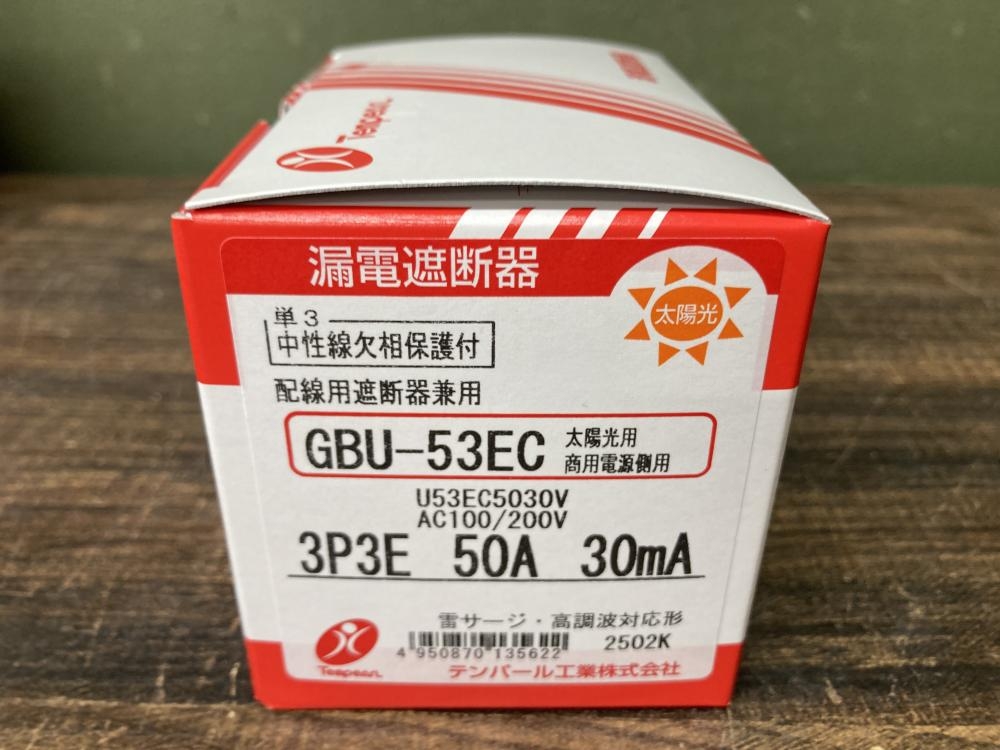 Tempearl
漏電遮断器
太陽光
単3
中性線欠相保護付
配線用遮断器兼用
GBU-53EC 太陽光用
商用電源側用
U53EC5030V
AC100/200V
3P3E 50A 30mA
雷サージ・高調波対応形
4 950870 135622 2502K
Tempearl テンパール工業株式会社